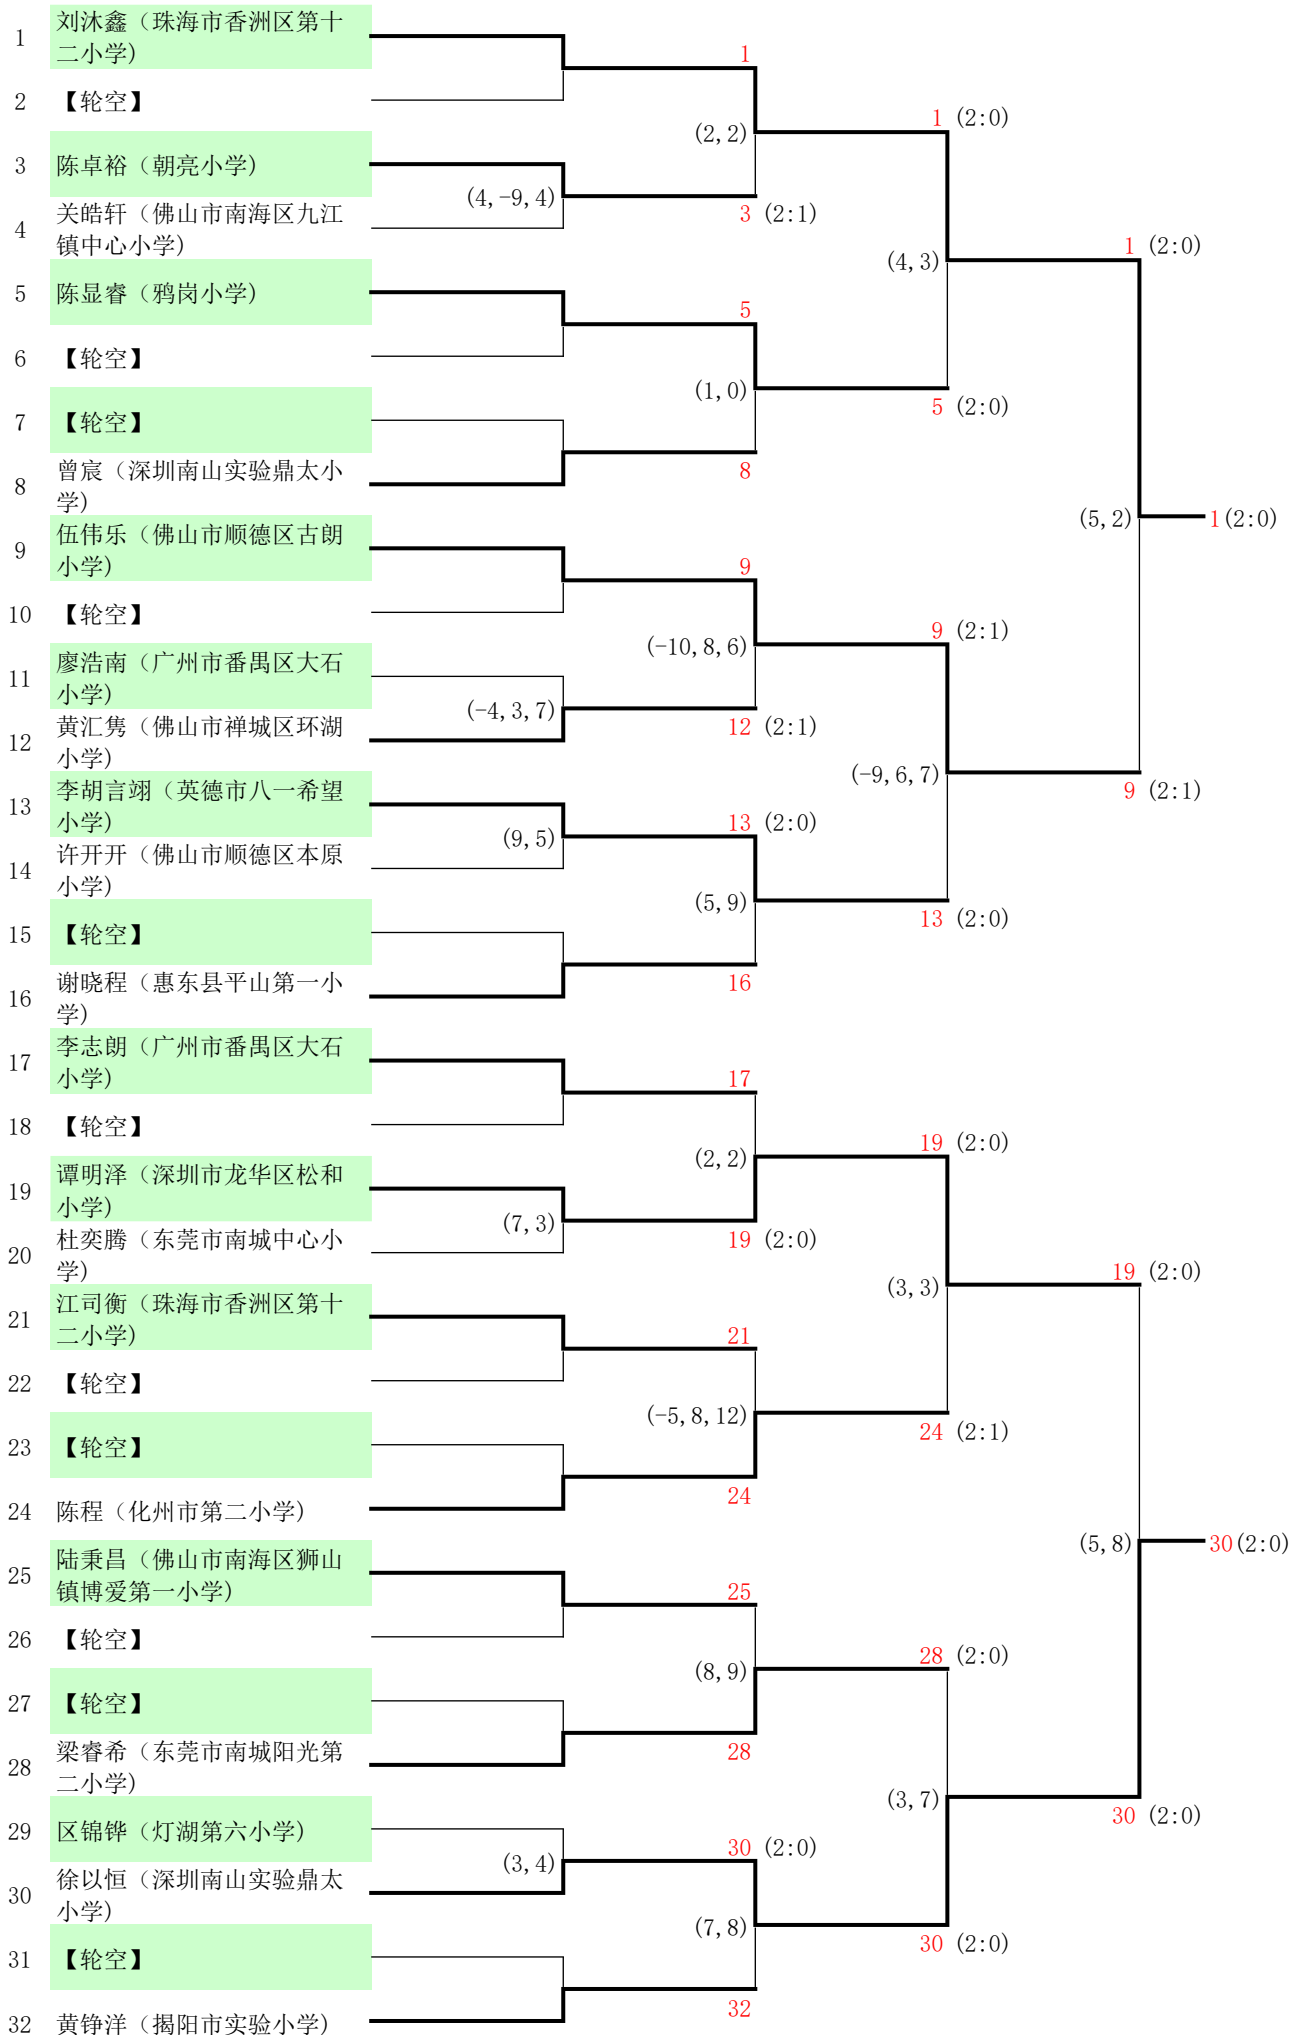 1
刘沐鑫（珠海市香洲区第十
二小学）
1
2
【轮空】
(2,2)
1 (2:0)
3
陈卓裕（朝亮小学）
(4,-9,4)
3 (2:1)
4
关皓轩（佛山市南海区九江
镇中心小学）
(4,3)
1 (2:0)
5
陈显睿（鸦岗小学）
5
6
【轮空】
(1,0)
5 (2:0)
7
【轮空】
8
曾宸（深圳南山实验鼎太小
学）
8
(5,2)
1(2:0)
9
伍伟乐（佛山市顺德区古朗
小学）
9
10
【轮空】
(-10,8,6)
9 (2:1)
11
廖浩南（广州市番禺区大石
小学）
(-4,3,7)
12 (2:1)
12
黄汇隽（佛山市禅城区环湖
小学）
(-9,6,7)
9 (2:1)
13
李胡言翊（英德市八一希望
小学）
(9,5)
13 (2:0)
14
许开开（佛山市顺德区本原
小学）
(5,9)
13 (2:0)
15
【轮空】
16
谢晓程（惠东县平山第一小
学）
16
17
李志朗（广州市番禺区大石
小学）
17
18
【轮空】
(2,2)
19 (2:0)
19
谭明泽（深圳市龙华区松和
小学）
(7,3)
19 (2:0)
20
杜奕腾（东莞市南城中心小
学）
(3,3)
19 (2:0)
21
江司衡（珠海市香洲区第十
二小学）
21
22
【轮空】
(-5,8,12)
24 (2:1)
23
【轮空】
24
陈程（化州市第二小学）
24
(5,8)
30(2:0)
25
陆秉昌（佛山市南海区狮山
镇博爱第一小学）
25
26
【轮空】
(8,9)
28 (2:0)
27
【轮空】
28
梁睿希（东莞市南城阳光第
二小学）
28
(3,7)
30 (2:0)
29
区锦铧（灯湖第六小学）
(3,4)
30 (2:0)
30
徐以恒（深圳南山实验鼎太
小学）
(7,8)
30 (2:0)
31
【轮空】
32
黄铮洋（揭阳市实验小学）
32